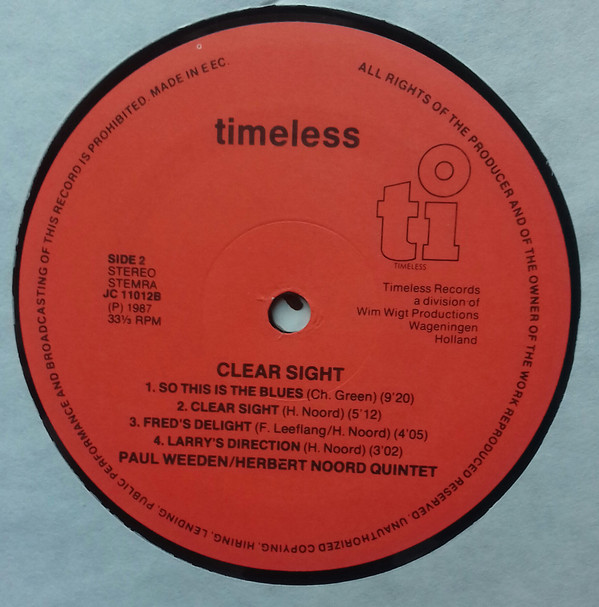 timeless
ti
TIMELESS
SIDE 2
STEREO
STEMRA
JC 11012B
(P) 1987
33⅓ RPM
Timeless Records
a division of
Wim Wigt Productions
Wageningen
Holland
CLEAR SIGHT
1. SO THIS IS THE BLUES (Ch. Green) (9'20)
2. CLEAR SIGHT (H. Noord) (5'12)
3. FRED'S DELIGHT (F. Leeflang/H. Noord) (4'05)
4. LARRY'S DIRECTION (H. Noord) (3'02)
PAUL WEEDEN/HERBERT NOORD QUINTET
ALL RIGHTS OF THE PRODUCER AND OF THE OWNER OF THE WORK REPRODUCED RESERVED. UNAUTHORIZED COPYING, HIRING, LENDING, PUBLIC PERFORMANCE AND BROADCASTING OF THIS RECORD IS PROHIBITED. MADE IN EEC.